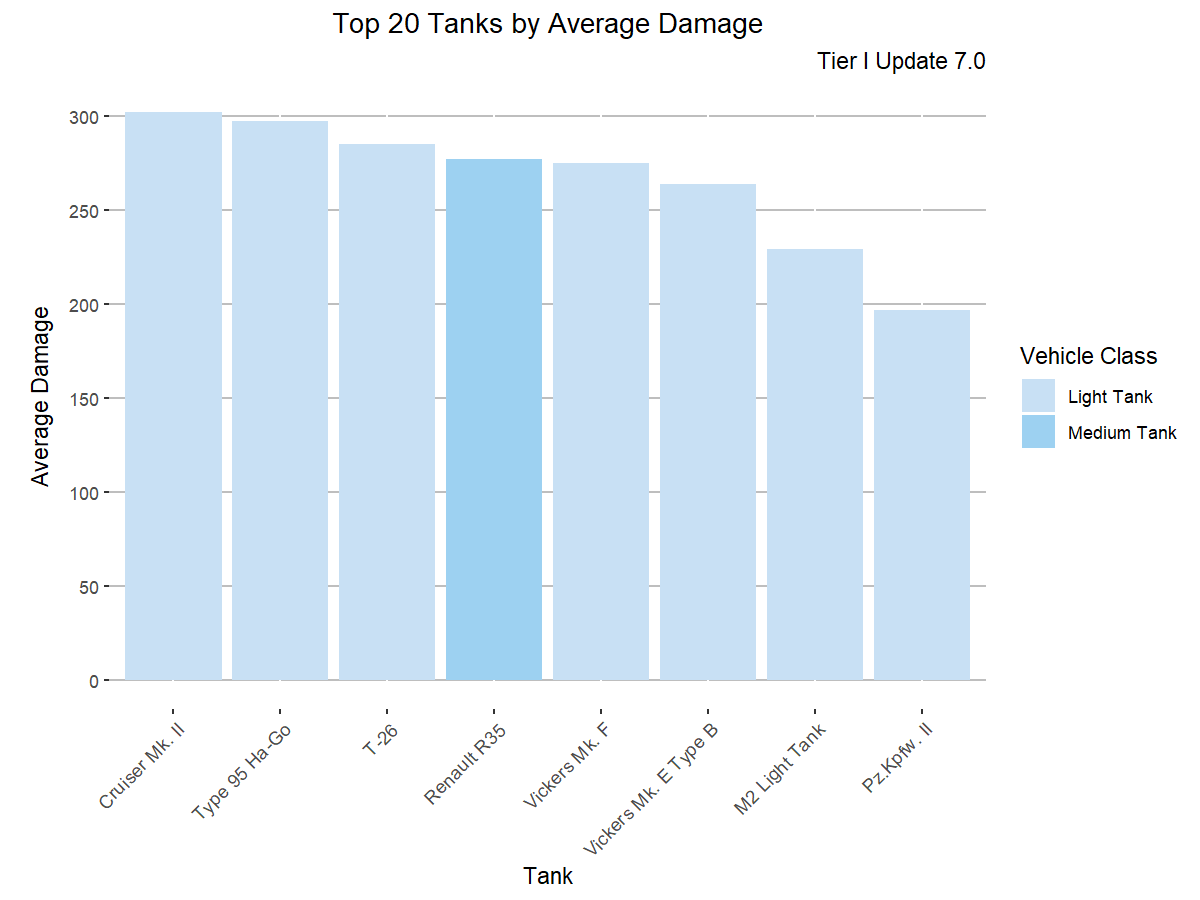 Top 20 Tanks by Average Damage
Tier I Update 7.0
300
250
200
150
100
50
0
Average Damage
Cruiser Mk. II
Type 95 Ha-Go
T-26
Renault R35
Vickers Mk. F
Vickers Mk. E Type B
M2 Light Tank
Pz.Kpfw. II
Tank
Vehicle Class
Light Tank
Medium Tank